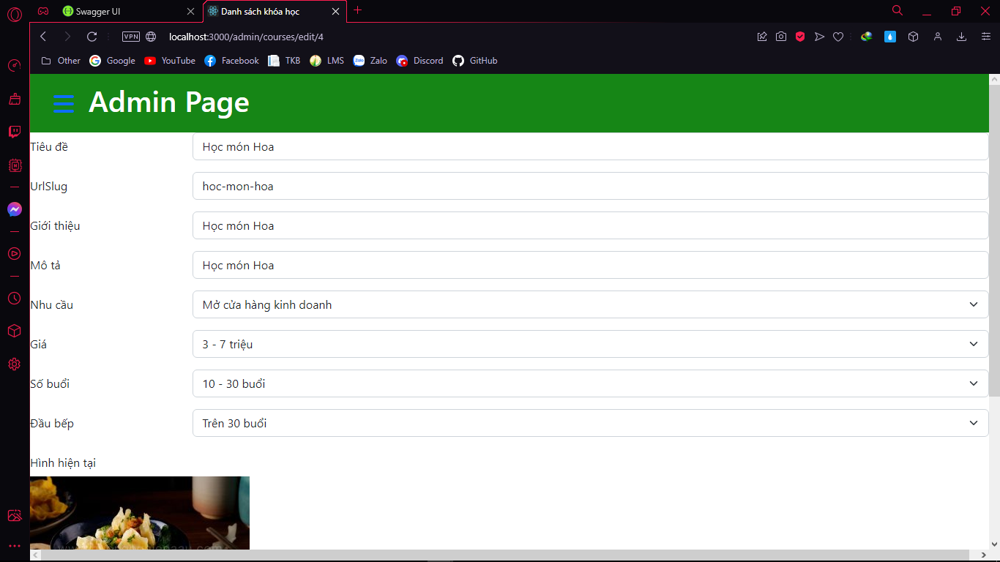 Swagger UI
Danh sách khóa học
VPN
localhost:3000/admin/courses/edit/4
Other
Google
YouTube
Facebook
TKB
LMS
Zalo
Discord
GitHub
Admin Page
Tiêu đề
Học món Hoa
UrlSlug
hoc-mon-hoa
Giới thiệu
Học món Hoa
Mô tả
Học món Hoa
Nhu cầu
Mở cửa hàng kinh doanh
Giá
3 - 7 triệu
Số buổi
10 - 30 buổi
Đầu bếp
Trên 30 buổi
Hình hiện tại